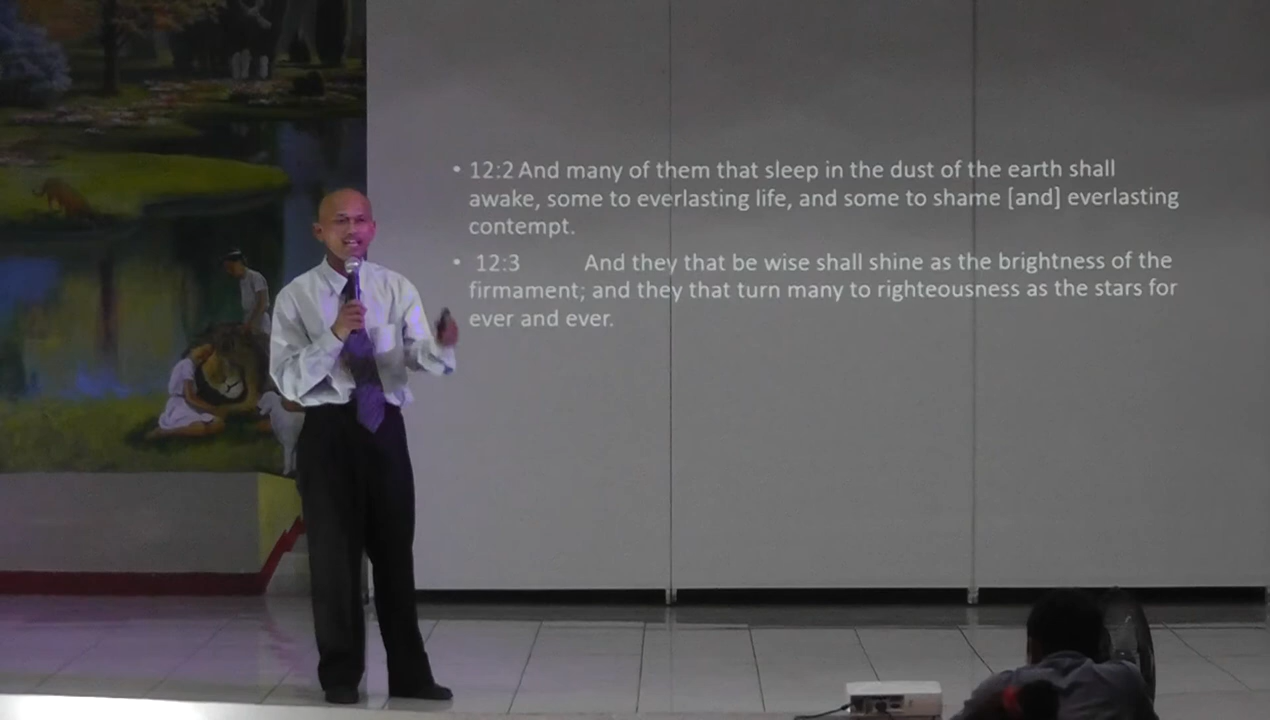 • 12:2 And many of them that sleep in the dust of the earth shall
awake, some to everlasting life, and some to shame [and] everlasting
contempt.
• 12:3 And they that be wise shall shine as the brightness of the
firmament; and they that turn many to righteousness as the stars for
ever and ever.